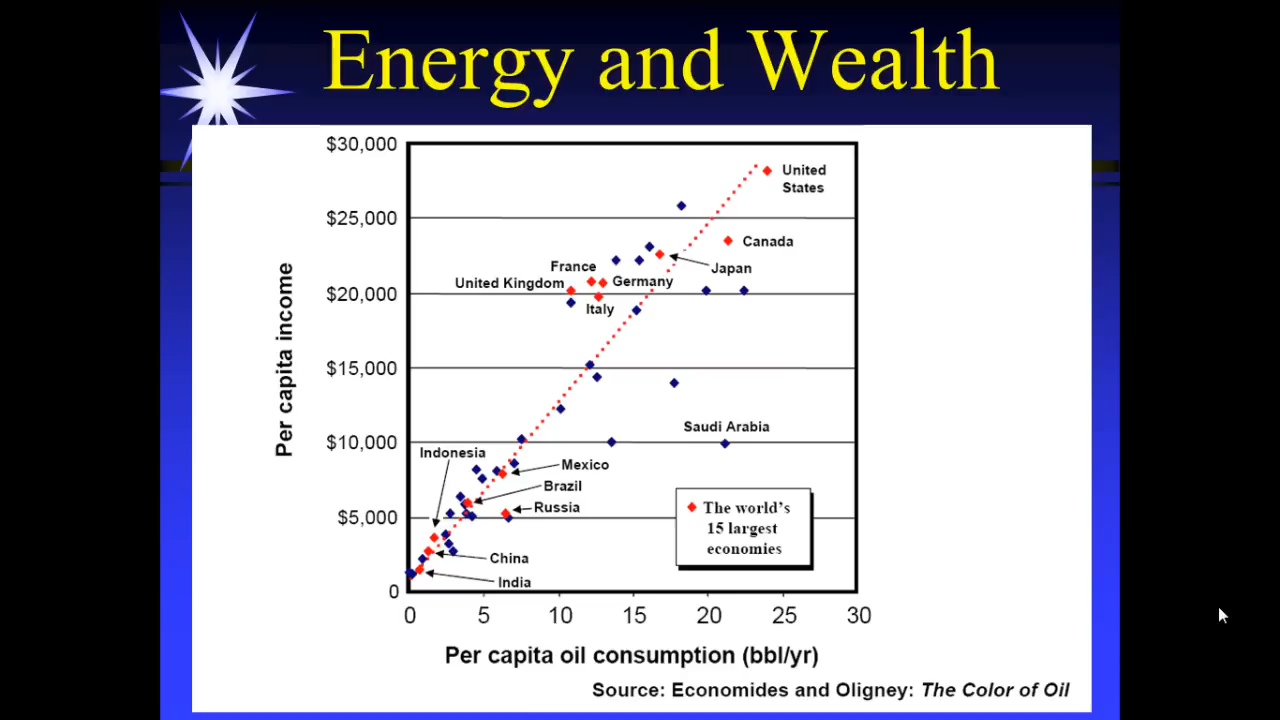 Energy and Wealth
$30,000
$25,000
$20,000
$15,000
$10,000
$5,000
0
Per capita income
United
States
Canada
Japan
France
United Kingdom
Germany
Italy
Saudi Arabia
Indonesia
Mexico
Brazil
Russia
China
India
The world's
15 largest
economies
0 5 10 15 20 25 30
Per capita oil consumption (bbl/yr)
Source: Economides and Oligney: The Color of Oil